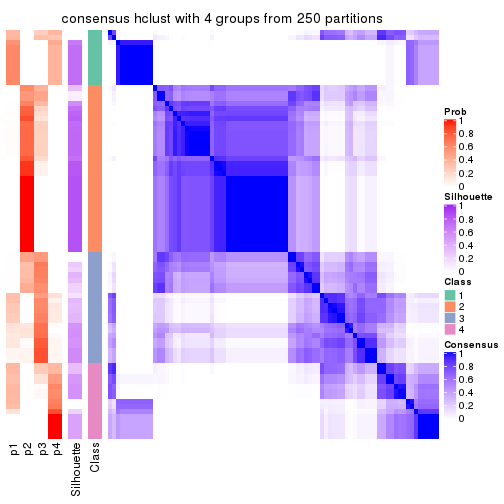 consensus hclust with 4 groups from 250 partitions
Prob
1
0.8
0.6
0.4
0.2
0
Silhouette
1
0.8
0.6
0.4
0.2
0
Class
1
2
3
4
Consensus
1
0.8
0.6
0.4
0.2
0
p1
p2
p3
p4
Silhouette
Class